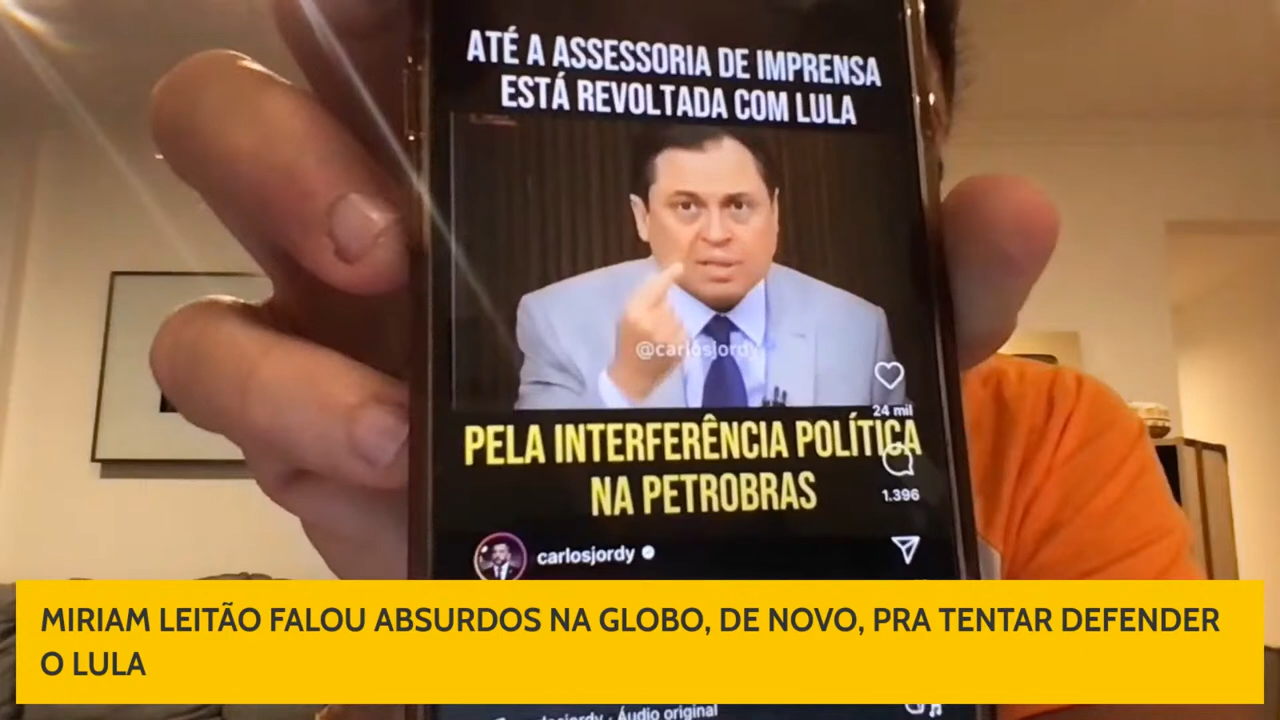 ATÉ A ASSESSORIA DE IMPRENSA
ESTÁ REVOLTADA COM LULA
@carlosjordy
24 mil
PELA INTERFERÊNCIA POLÍTICA
NA PETROBRAS
1.396
carlosjordy
MIRIAM LEITÃO FALOU ABSURDOS NA GLOBO, DE NOVO, PRA TENTAR DEFENDER
O LULA
Áudio original